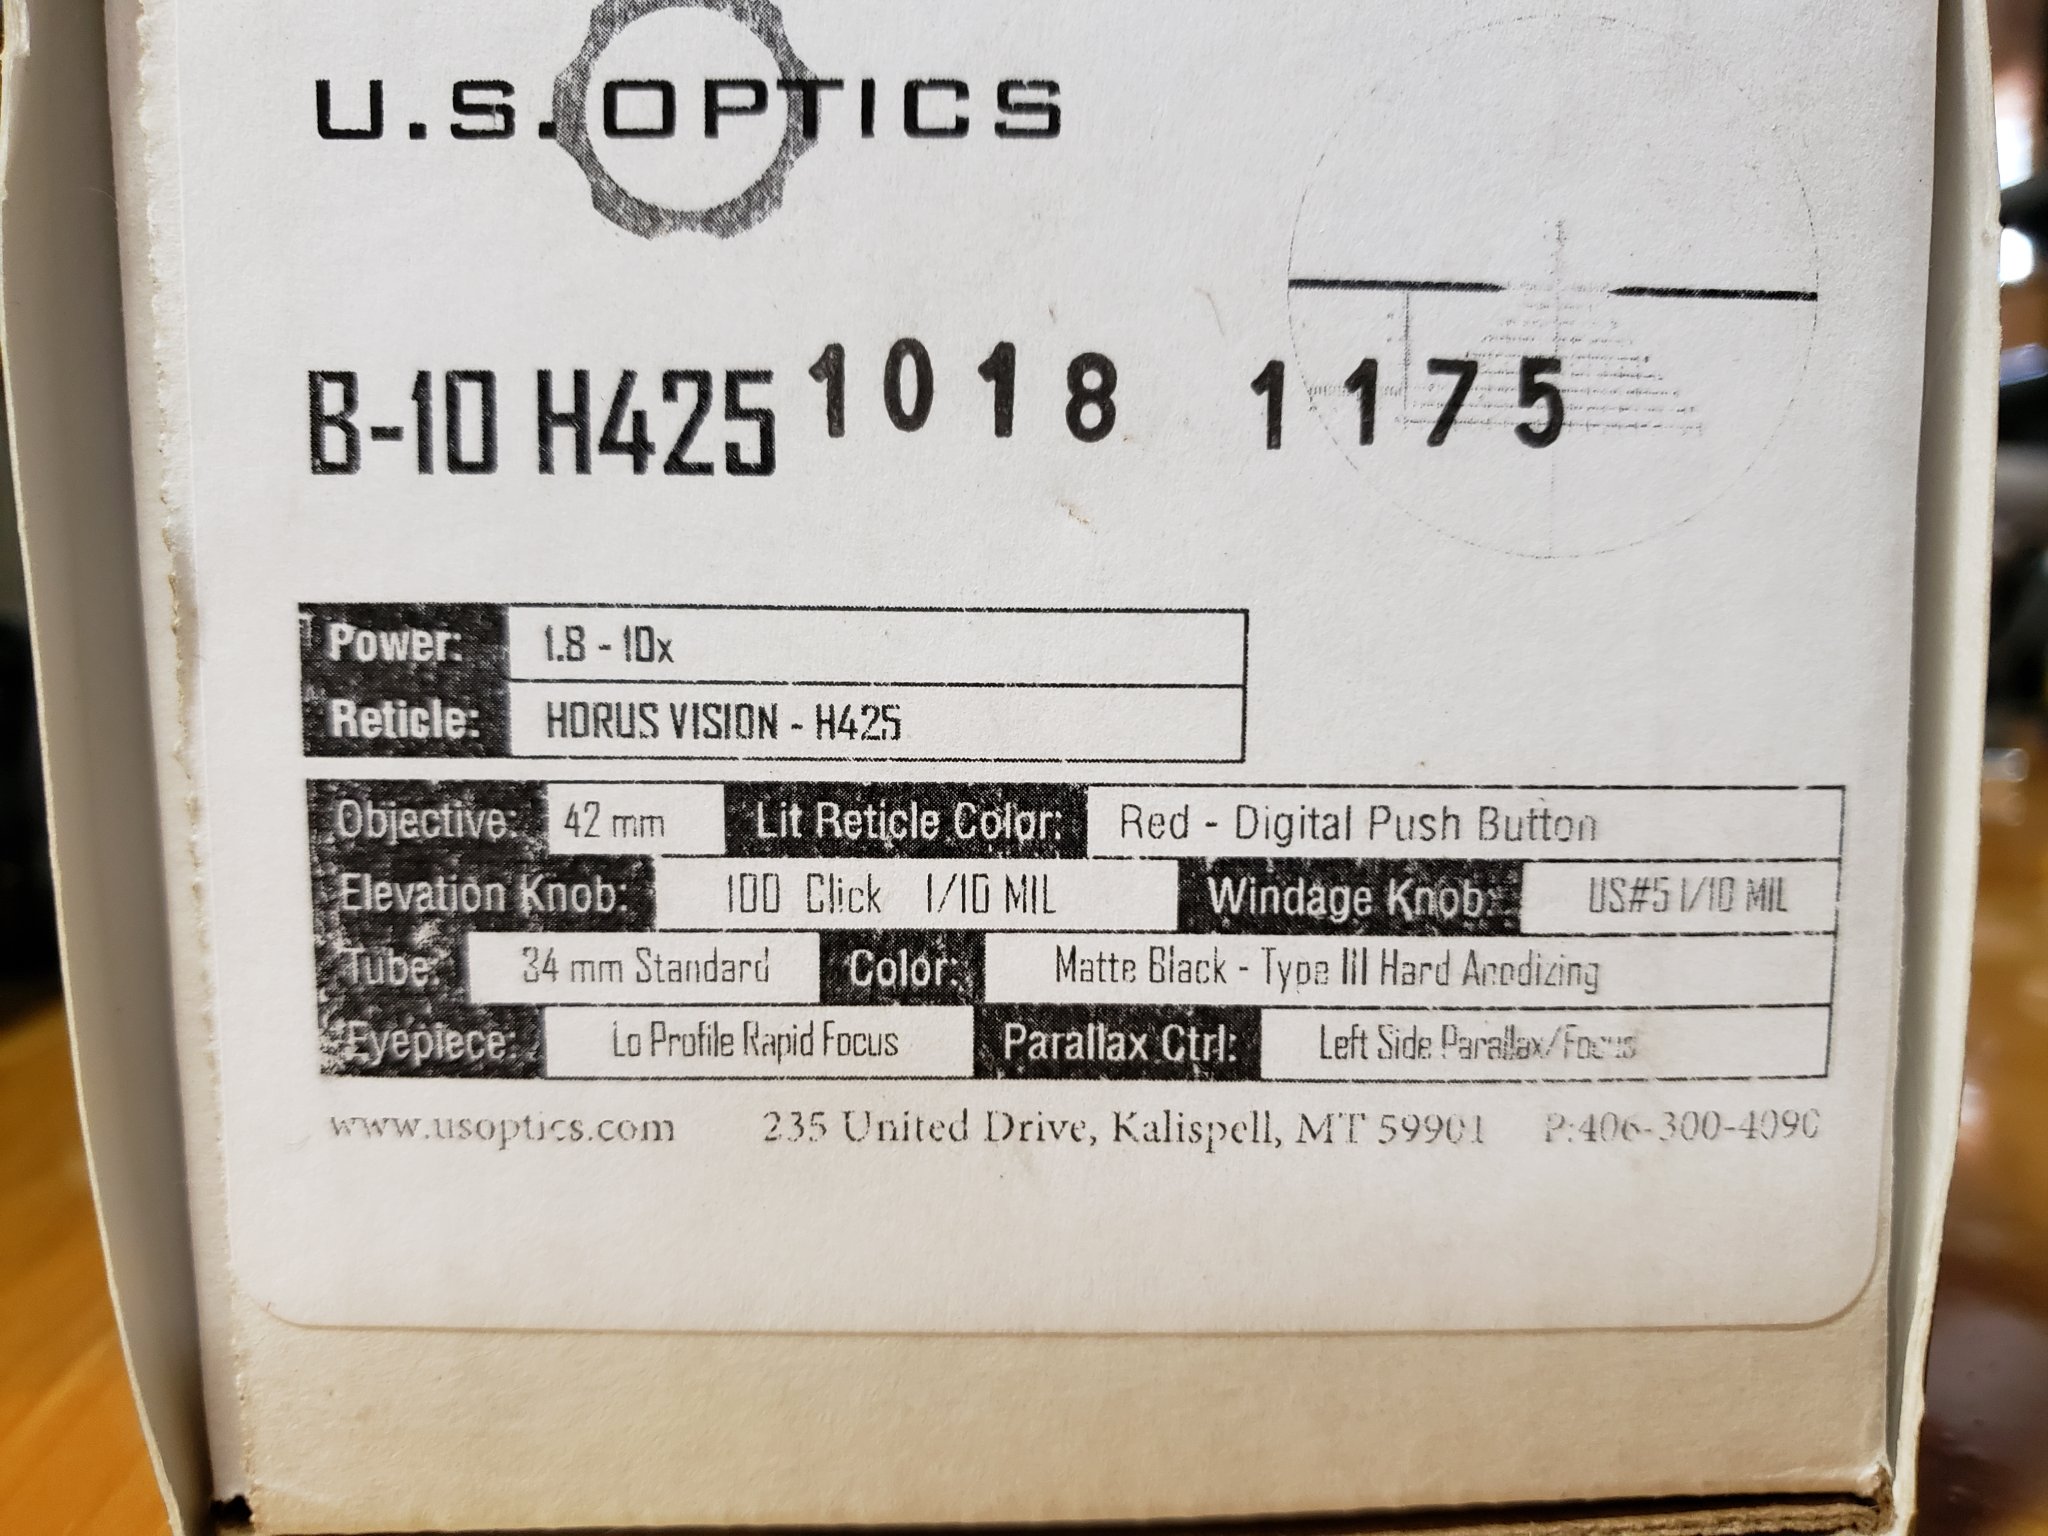 U.S. OPTICS
B-10 H425 1018 1175
Power: 1.8 - 10x
Reticle: HORUS VISION - H425
Objective: 42 mm Lit Reticle Color: Red - Digital Push Button
Elevation Knob: 100 Click 1/10 MIL Windage Knob: US#5 1/10 MIL
Tube: 34 mm Standard Color: Matte Black - Type III Hard Anodizing
Eyepiece: Lo Profile Rapid Focus Parallax Ctrl: Left Side Parallax/Focus
www.usoptics.com 235 United Drive, Kalispell, MT 59901 P:406-300-4090